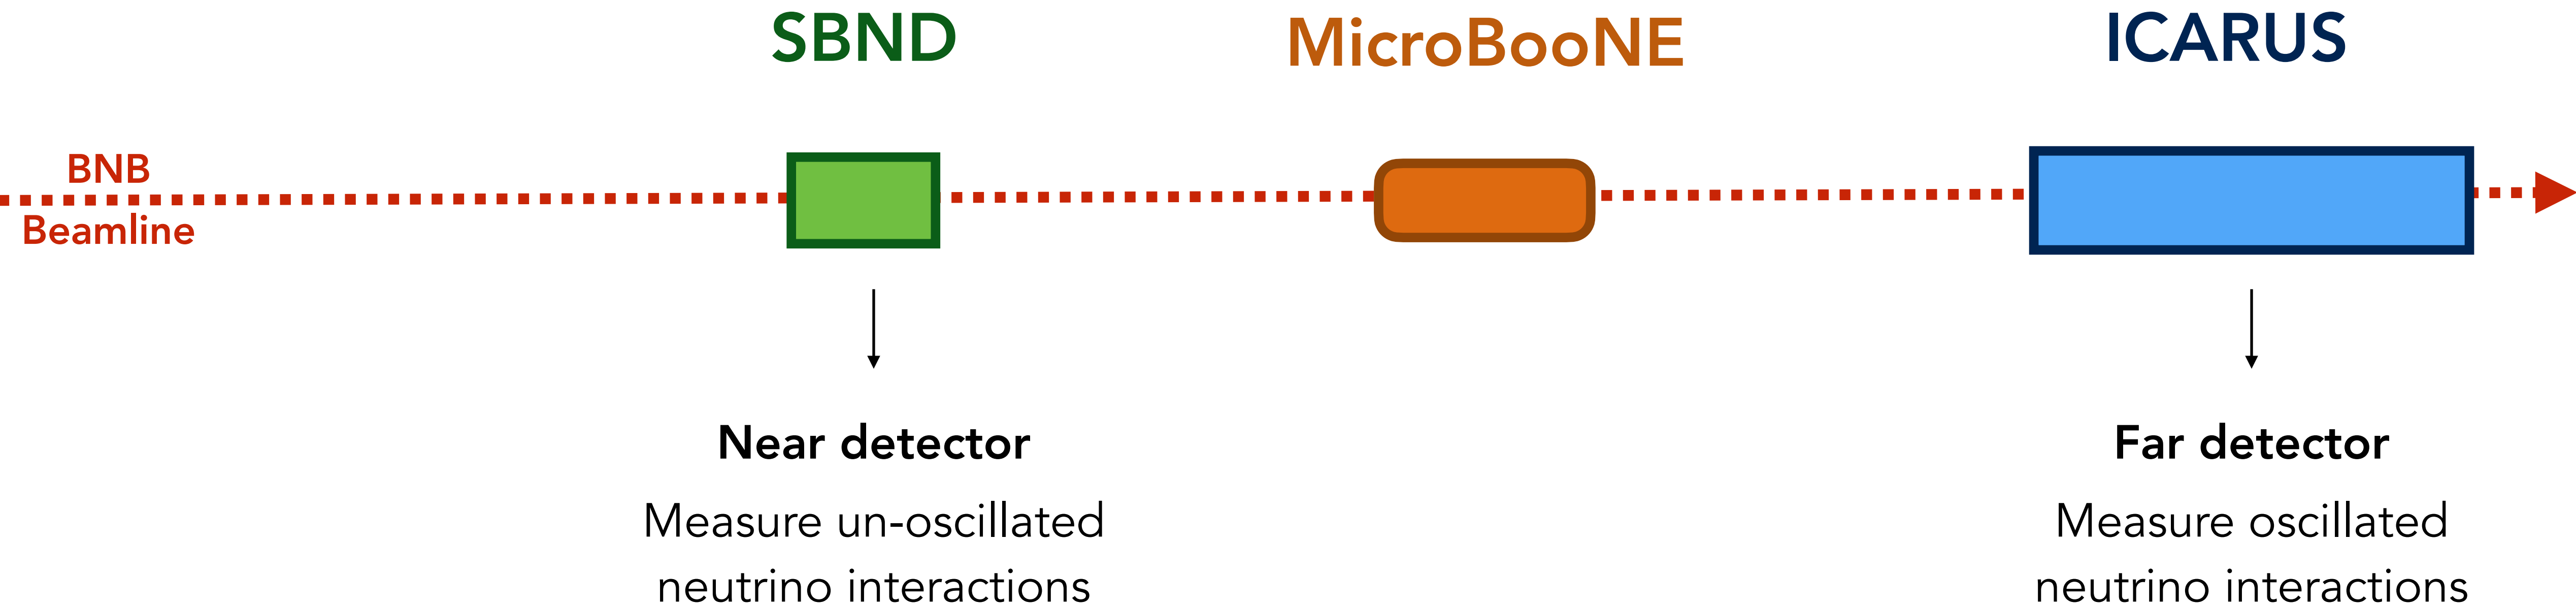 SBND
MicroBooNE
ICARUS
BNB
Beamline
Near detector
Measure un-oscillated
neutrino interactions
Far detector
Measure oscillated
neutrino interactions